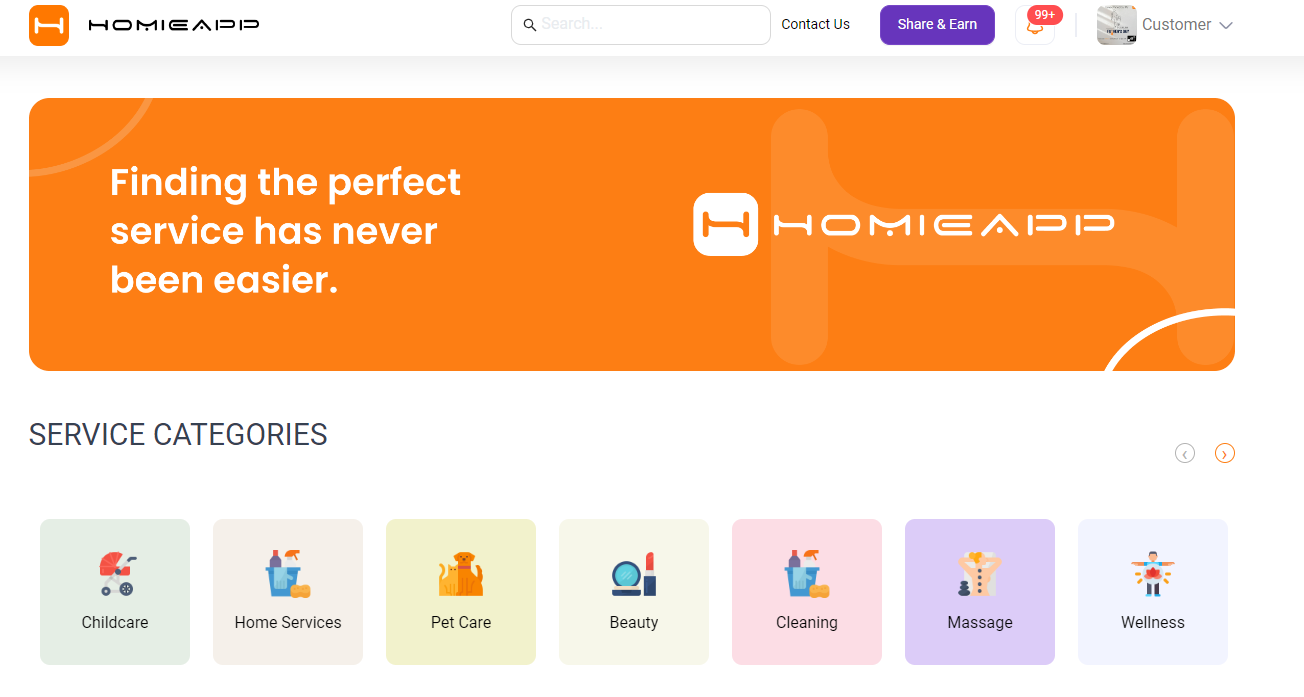 HOMIEAPP
Search...
Contact Us
Share & Earn
99+
Customer
Finding the perfect
service has never
been easier.
HOMIEAPP
SERVICE CATEGORIES
Childcare
Home Services
Pet Care
Beauty
Cleaning
Massage
Wellness